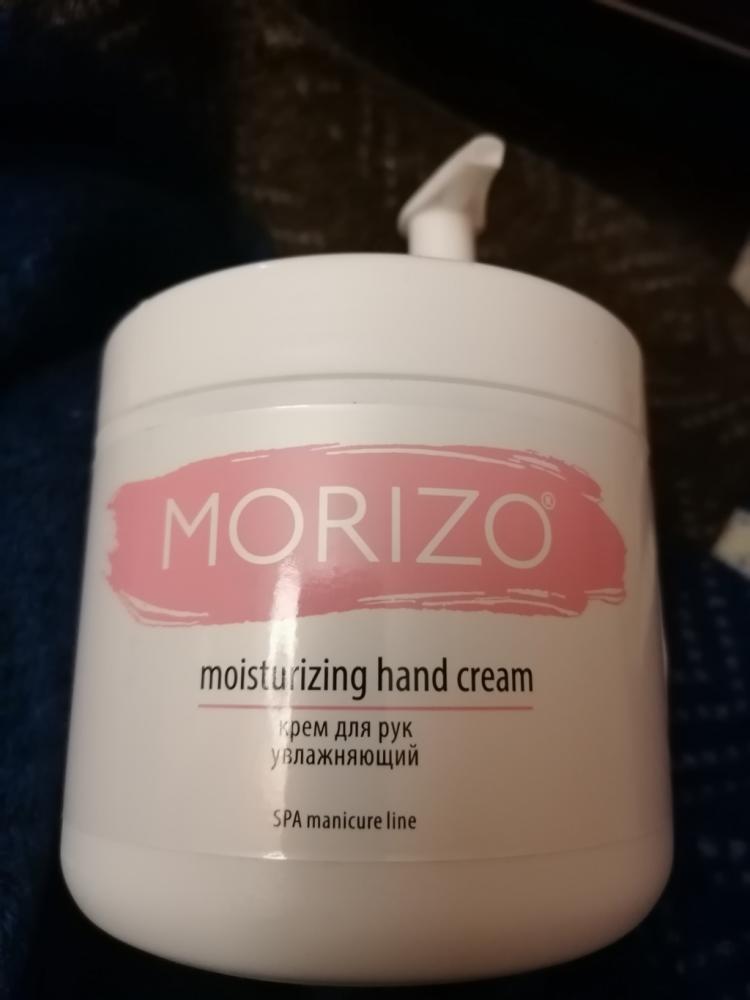 MORIZO®
moisturizing hand cream
крем для рук
увлажняющий
SPA manicure line